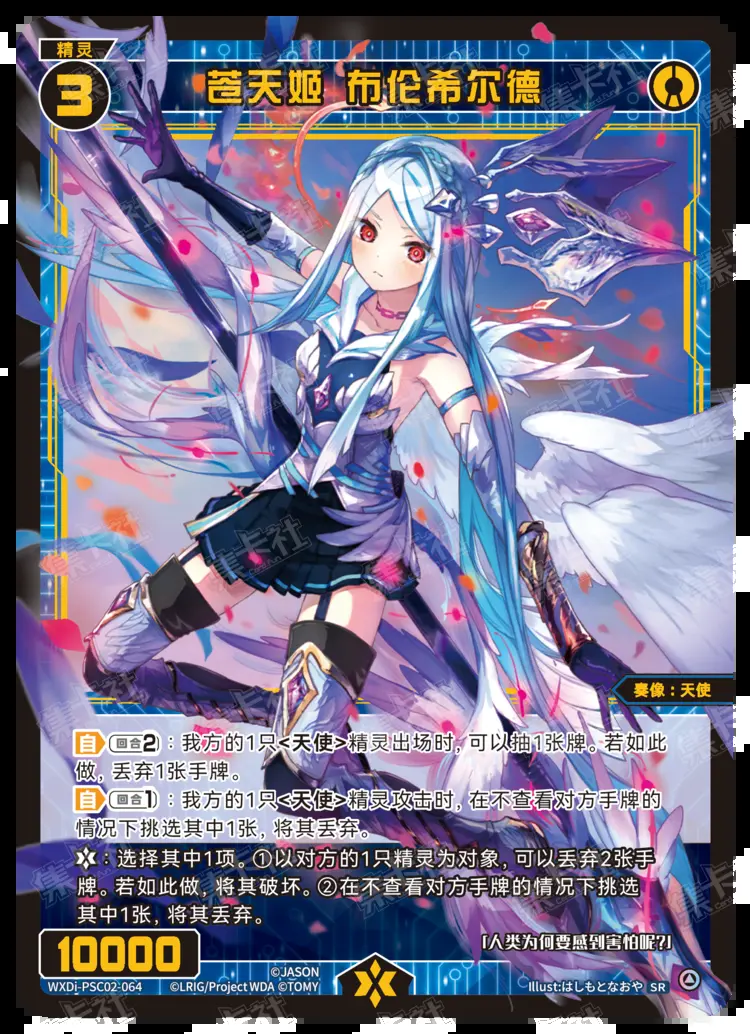 精灵
3
苍天姬 布伦希尔德
奏像：天使
自 回合2：我方的1只<天使>精灵出场时，可以抽1张牌。若如此
做，丢弃1张手牌。
自 回合1：我方的1只<天使>精灵攻击时，在不查看对方手牌的
情况下挑选其中1张，将其丢弃。
：选择其中1项。①以对方的1只精灵为对象，可以丢弃2张手
牌。若如此做，将其破坏。②在不查看对方手牌的情况下挑选
其中1张，将其丢弃。
「人类为何要感到害怕呢？」
10000
©JASON
WXDi-PSC02-064 ©LRIG/Project WDA ©TOMY
Illust:はしもとなおや SR
集卡社